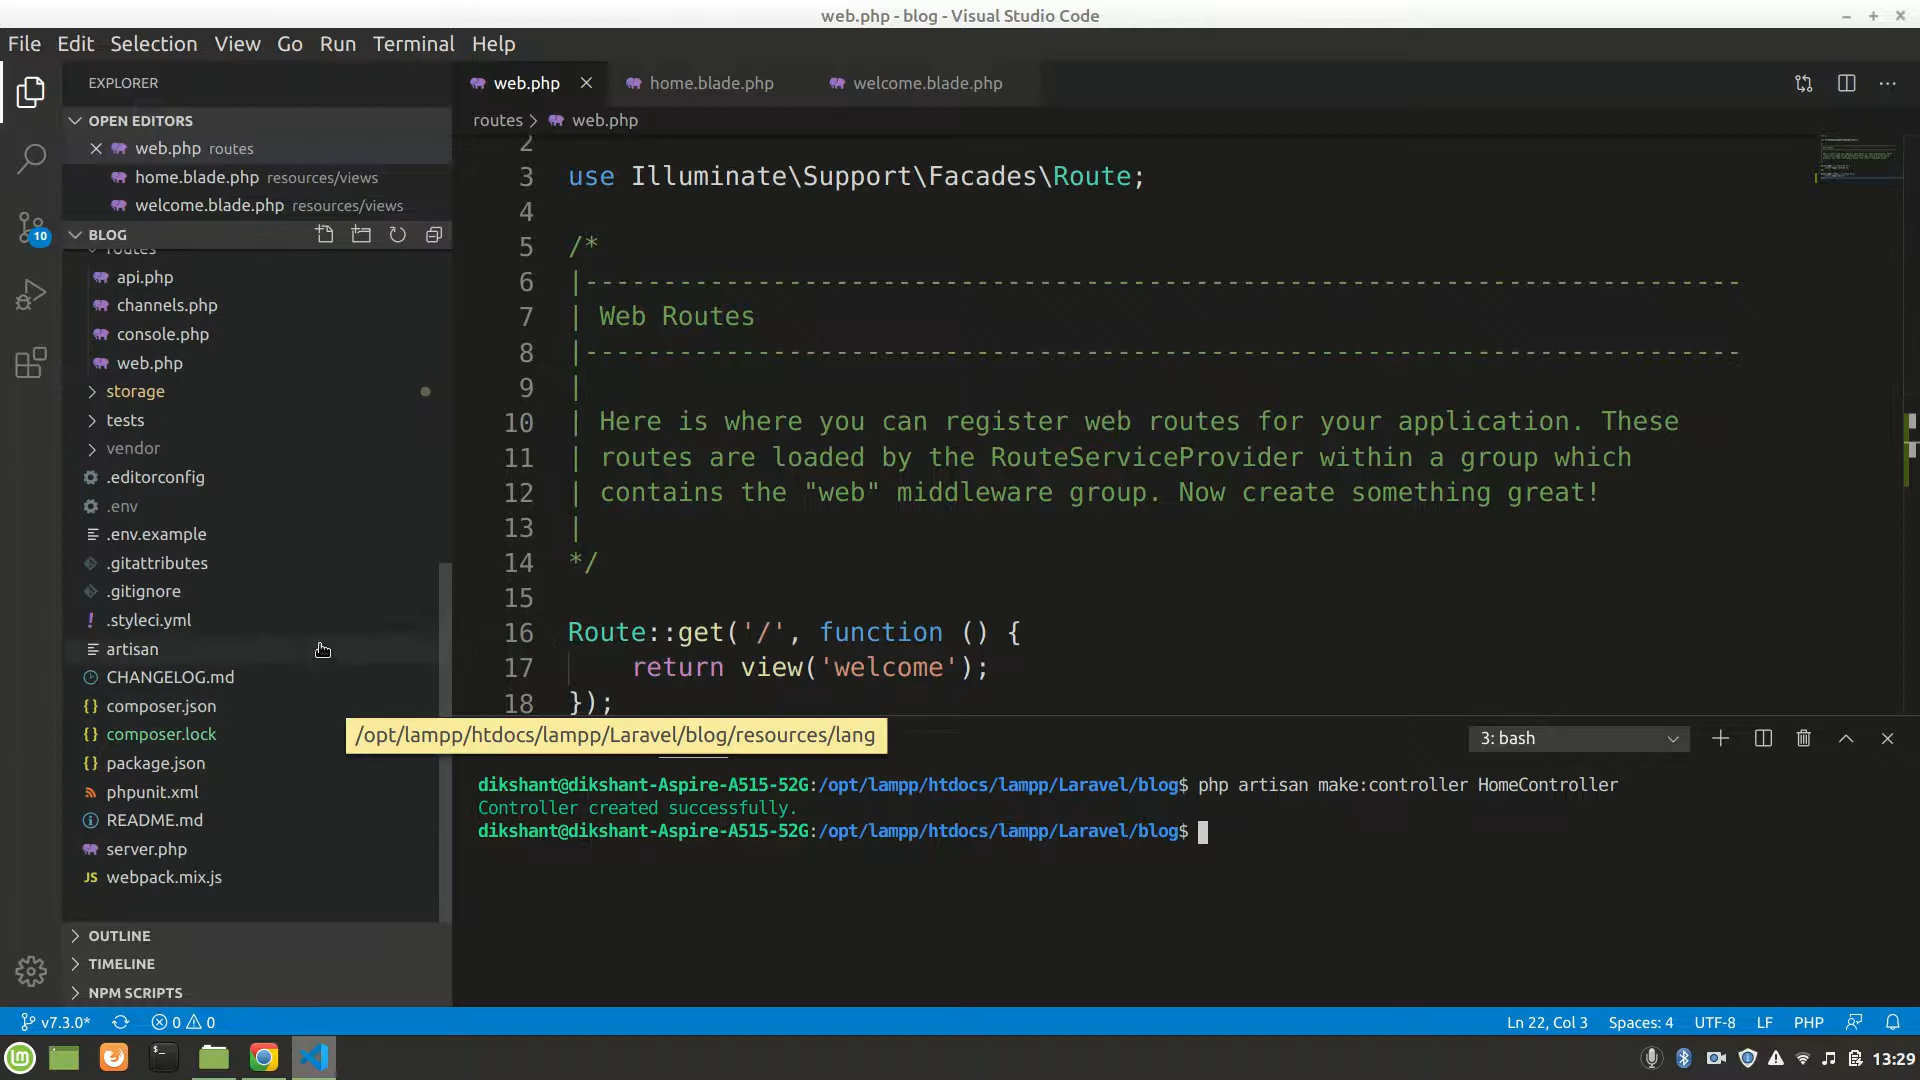 web.php - blog - Visual Studio Code
File Edit Selection View Go Run Terminal Help
EXPLORER
OPEN EDITORS
web.php routes
home.blade.php resources/views
welcome.blade.php resources/views
BLOG
routes
api.php
channels.php
console.php
web.php
storage
tests
vendor
.editorconfig
.env
.env.example
.gitattributes
.gitignore
.styleci.yml
artisan
CHANGELOG.md
composer.json
composer.lock
package.json
phpunit.xml
README.md
server.php
webpack.mix.js
OUTLINE
TIMELINE
NPM SCRIPTS
10
web.php home.blade.php welcome.blade.php
routes > web.php
2
3 use Illuminate\Support\Facades\Route;
4
5 /*
6 |--------------------------------------------------------------------------
7 | Web Routes
8 |--------------------------------------------------------------------------
9 |
10 | Here is where you can register web routes for your application. These
11 | routes are loaded by the RouteServiceProvider within a group which
12 | contains the "web" middleware group. Now create something great!
13 |
14 */
15
16 Route::get('/', function () {
17 return view('welcome');
18 });
/opt/lampp/htdocs/lampp/Laravel/blog/resources/lang
3: bash
dikshant@dikshant-Aspire-A515-52G:/opt/lampp/htdocs/lampp/Laravel/blog$ php artisan make:controller HomeController
Controller created successfully.
dikshant@dikshant-Aspire-A515-52G:/opt/lampp/htdocs/lampp/Laravel/blog$
v7.3.0* 0 0 Ln 22, Col 3 Spaces: 4 UTF-8 LF PHP
13:29